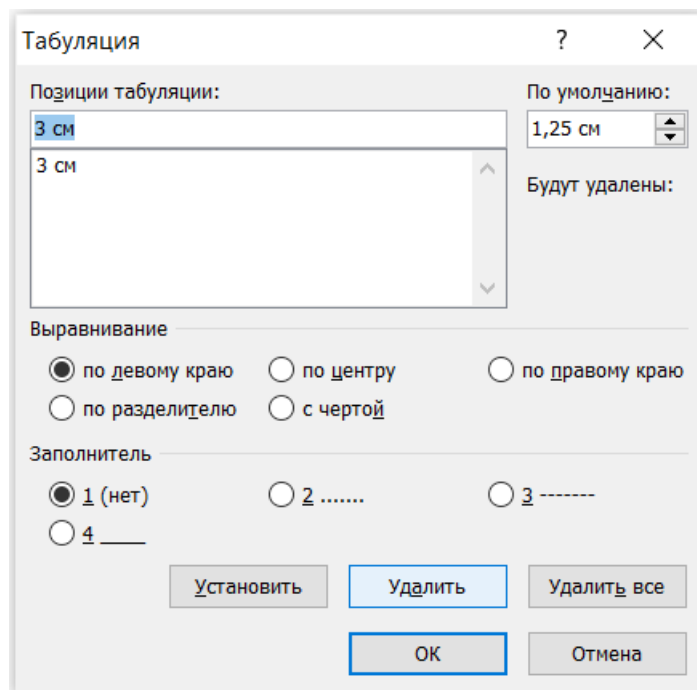 Табуляция ?
Позиции табуляции: По умолчанию:
3 см 1,25 см
3 см
Будут удалены:
Выравнивание
по левому краю по центру по правому краю
по разделителю с чертой
Заполнитель
1 (нет) 2 ....... 3 -------
4 ____
Установить Удалить Удалить все
ОК Отмена